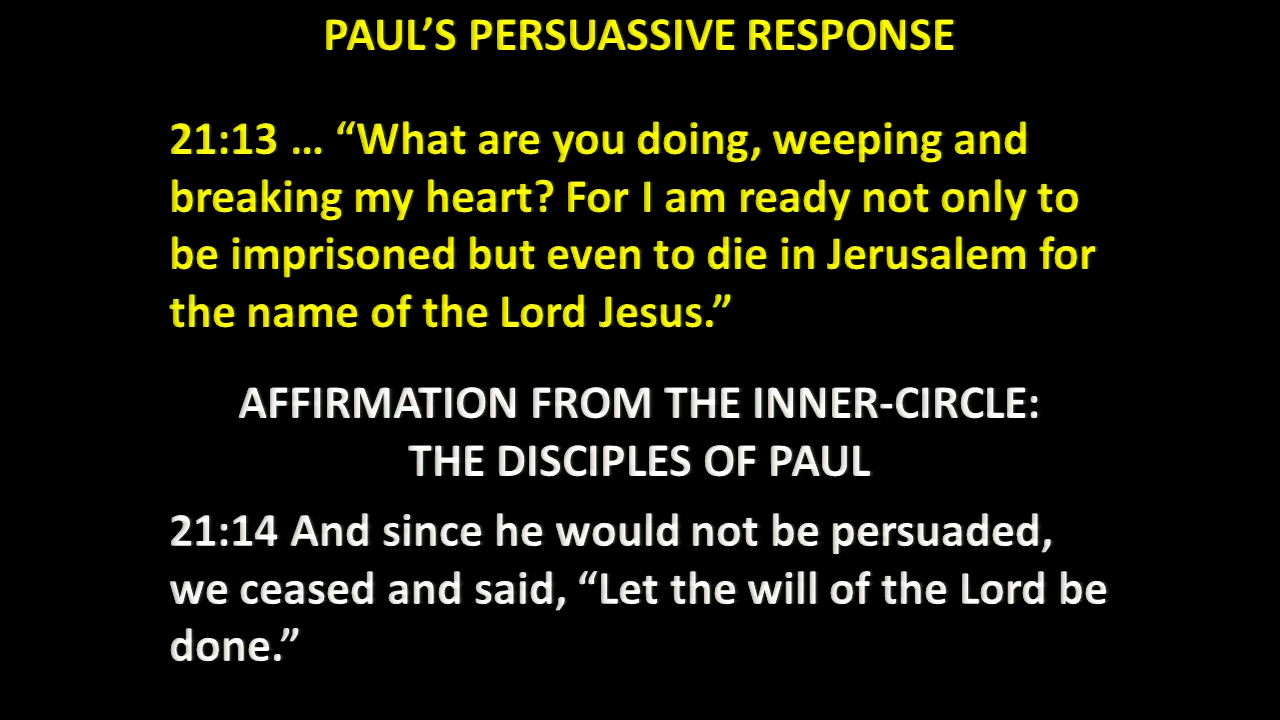 PAUL’S PERSUASSIVE RESPONSE
21:13 … “What are you doing, weeping and
breaking my heart? For I am ready not only to
be imprisoned but even to die in Jerusalem for
the name of the Lord Jesus.”
AFFIRMATION FROM THE INNER-CIRCLE:
THE DISCIPLES OF PAUL
21:14 And since he would not be persuaded,
we ceased and said, “Let the will of the Lord be
done.”